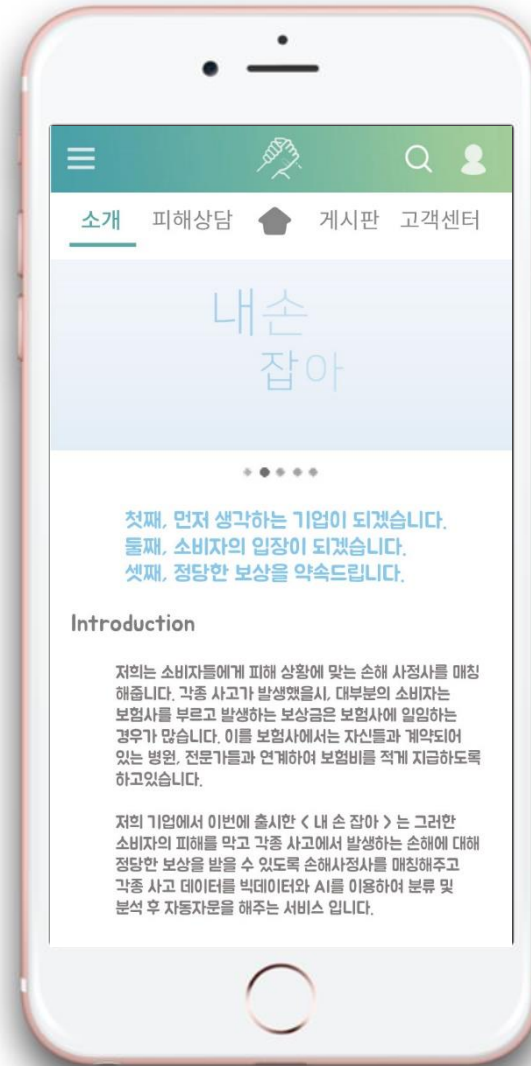 소개 피해상담 게시판 고객센터
내손
잡아
첫째, 먼저 생각하는 기업이 되겠습니다.
둘째, 소비자의 입장이 되겠습니다.
셋째, 정당한 보상을 약속드립니다.
Introduction
저희는 소비자들에게 피해 상황에 맞는 손해 사정사를 매칭
해줍니다. 각종 사고가 발생했을시, 대부분의 소비자는
보험사를 부르고 발생하는 보상금은 보험사에 일임하는
경우가 많습니다. 이를 보험사에서는 자신들과 계약되어
있는 병원, 전문가들과 연계하여 보험비를 적게 지급하도록
하고있습니다.
저희 기업에서 이번에 출시한 < 내 손 잡아 > 는 그러한
소비자의 피해를 막고 각종 사고에서 발생하는 손해에 대해
정당한 보상을 받을 수 있도록 손해사정사를 매칭해주고
각종 사고 데이터를 빅데이터와 AI를 이용하여 분류 및
분석 후 자동자문을 해주는 서비스 입니다.